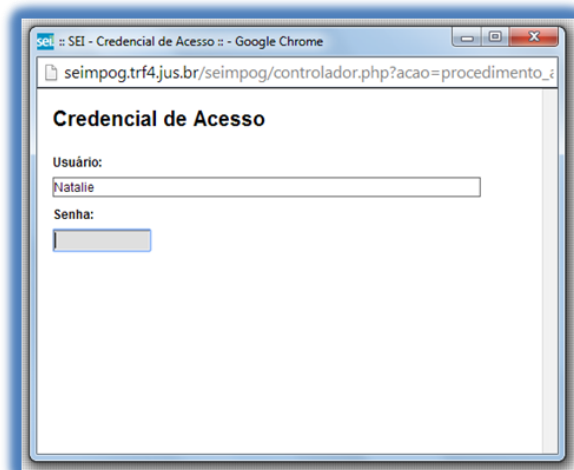 sei. :: SEI - Credencial de Acesso :: - Google Chrome
seimpog.trf4.jus.br/seimpog/controlador.php?acao=procedimento_a
Credencial de Acesso
Usuário:
Natalie
Senha: